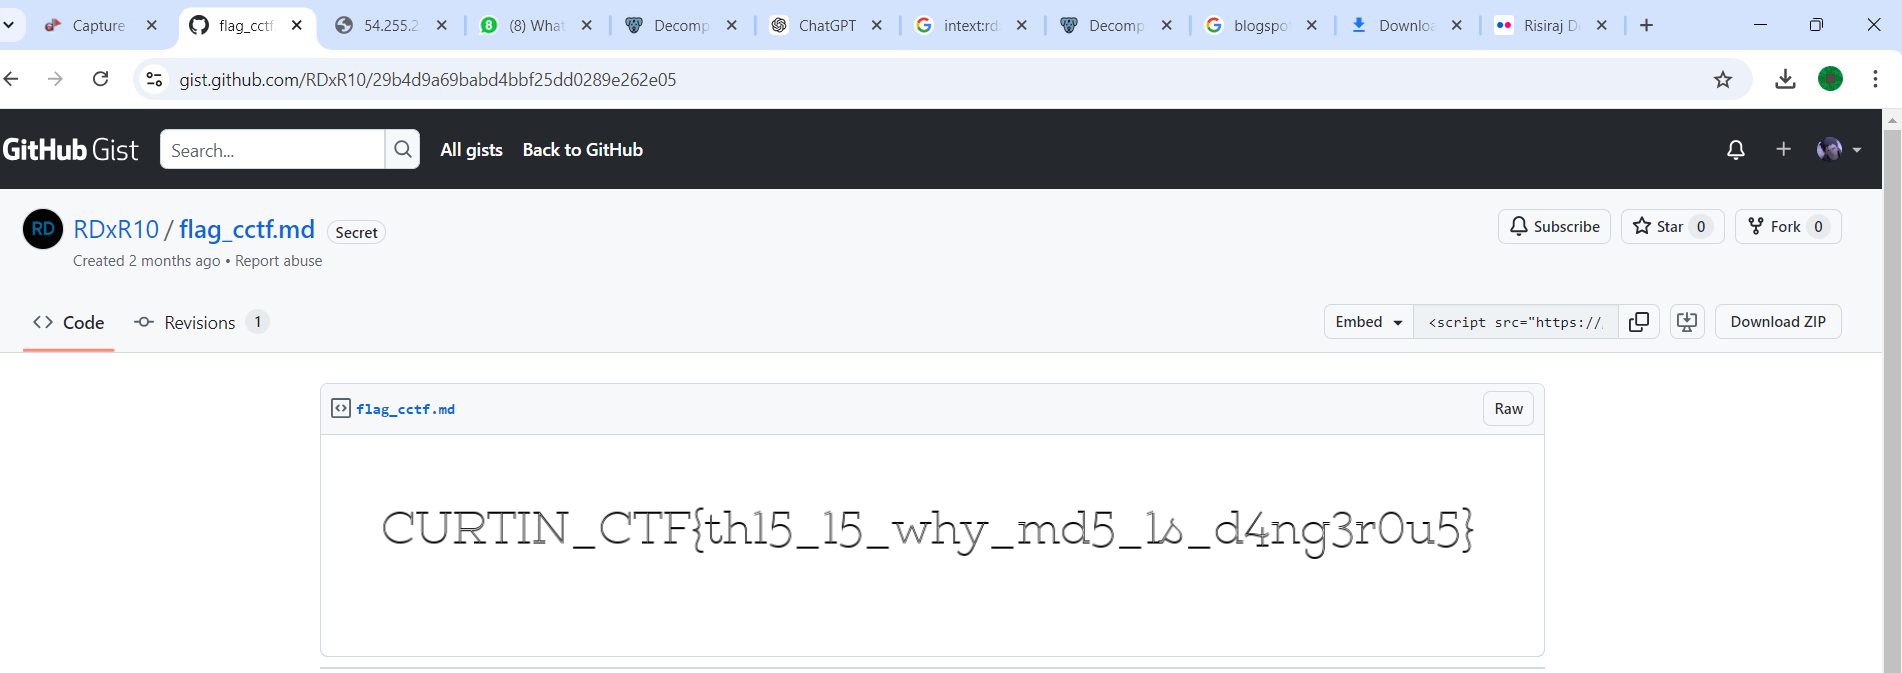 Capture
flag_cctf.
54.255.2
(8) What
Decomp
ChatGPT
intext:rd
Decomp
blogspo
Downlo
Risiraj D
gist.github.com/RDxR10/29b4d9a69babd4bbf25dd0289e262e05
GitHub Gist
Search...
All gists
Back to GitHub
RD
RDxR10 / flag_cctf.md
Secret
Subscribe
Star 0
Fork 0
Created 2 months ago • Report abuse
Code
Revisions 1
Embed
<script src="https://
Download ZIP
flag_cctf.md
Raw
CURTIN_CTF{th15_15_why_md5_1s_d4ng3r0u5}